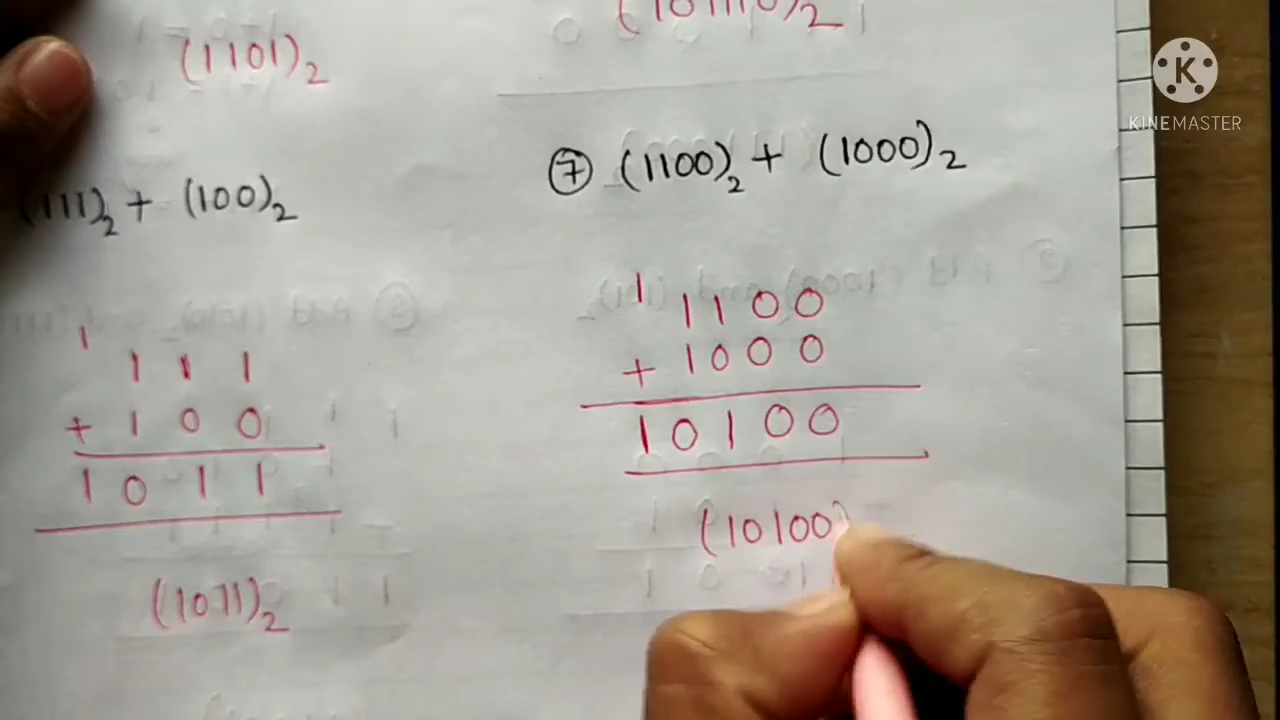 (1101)₂
(111)₂ + (100)₂
1
1 1 1
+ 1 0 0
1 0 1 1
(1011)₂
⑦ (1100)₂ + (1000)₂
1
1 1 0 0
+ 1 0 0 0
1 0 1 0 0
(10100)
K
KINEMASTER